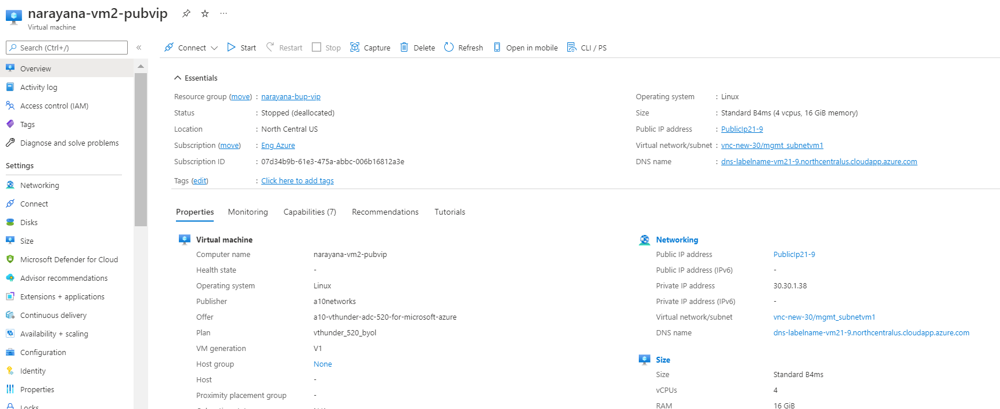 narayana-vm2-pubvip
Virtual machine
Search (Ctrl+/)
«
Connect Start Restart Stop Capture Delete Refresh Open in mobile CLI / PS
Overview
Activity log
Access control (IAM)
Tags
Diagnose and solve problems
Settings
Networking
Connect
Disks
Size
Microsoft Defender for Cloud
Advisor recommendations
Extensions + applications
Continuous delivery
Availability + scaling
Configuration
Identity
Properties
Locks
Essentials
Resource group (move) : narayana-bup-vip
Status : Stopped (deallocated)
Location : North Central US
Subscription (move) : Eng Azure
Subscription ID : 07d34b9b-61e3-475a-abbc-006b16812a3e
Tags (edit) : Click here to add tags
Operating system : Linux
Size : Standard B4ms (4 vcpus, 16 GiB memory)
Public IP address : PublicIp21-9
Virtual network/subnet : vnc-new-30/mgmt_subnetvm1
DNS name : dns-labelname-vm21-9.northcentralus.cloudapp.azure.com
Properties Monitoring Capabilities (7) Recommendations Tutorials
Virtual machine
Computer name narayana-vm2-pubvip
Health state -
Operating system Linux
Publisher a10networks
Offer a10-vthunder-adc-520-for-microsoft-azure
Plan vthunder_520_byol
VM generation V1
Host group None
Host -
Proximity placement group -
Networking
Public IP address PublicIp21-9
Public IP address (IPv6) -
Private IP address 30.30.1.38
Private IP address (IPv6) -
Virtual network/subnet vnc-new-30/mgmt_subnetvm1
DNS name dns-labelname-vm21-9.northcentralus.cloudapp.azure.com
Size
Size Standard B4ms
vCPUs 4
RAM 16 GiB